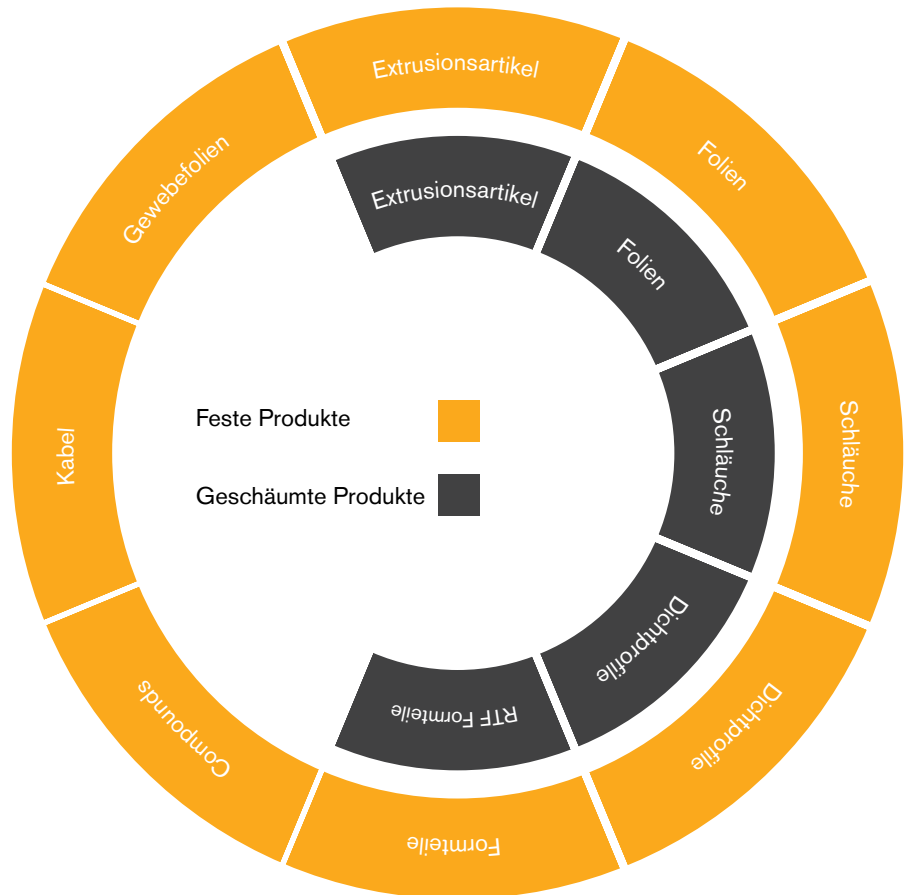 Extrusionsartikel
Folien
Schläuche
Dichtprofile
Formteile
Compounds
Kabel
Gewebefolien
Extrusionsartikel
Folien
Schläuche
Dichtprofile
RTF Formteile
Feste Produkte
Geschäumte Produkte